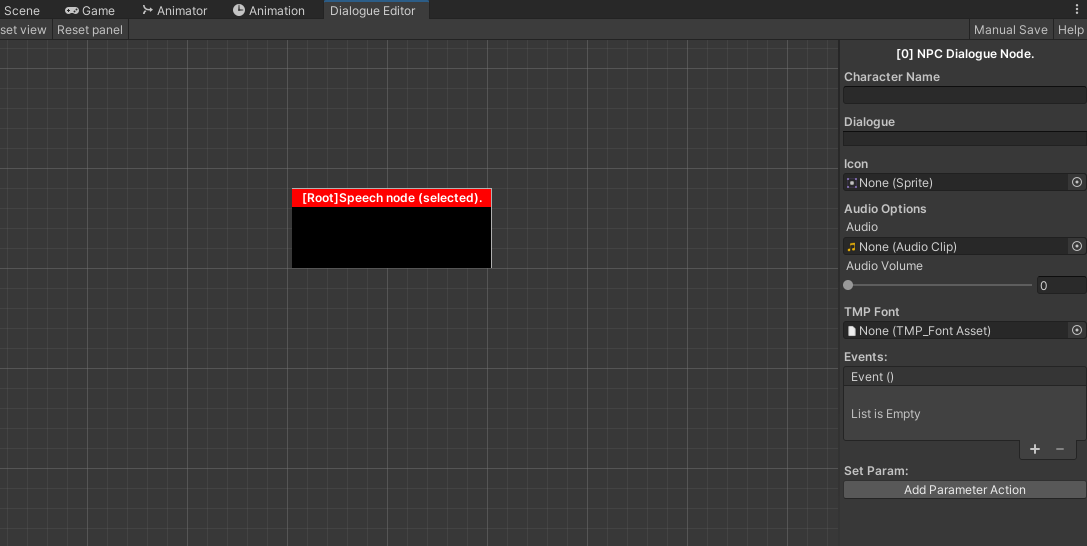 Scene Game Animator Animation Dialogue Editor
set view Reset panel Manual Save Help
[0] NPC Dialogue Node.
Character Name
Dialogue
[Root]Speech node (selected).
Icon
None (Sprite)
Audio Options
Audio
None (Audio Clip)
Audio Volume
0
TMP Font
None (TMP_Font Asset)
Events:
Event ()
List is Empty
+ −
Set Param:
Add Parameter Action